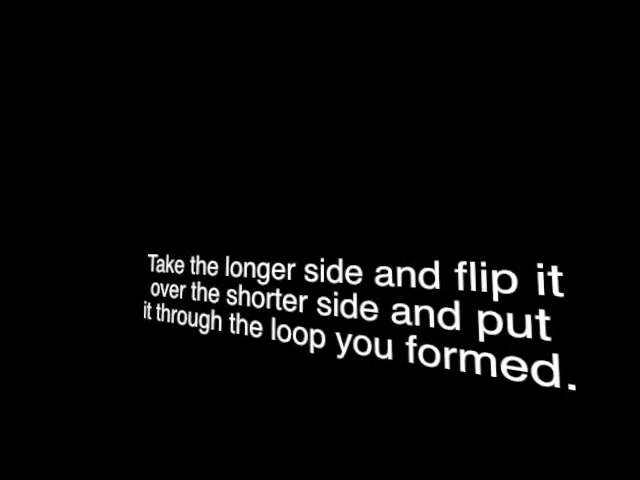 Take the longer side and flip it
over the shorter side and put
it through the loop you formed.